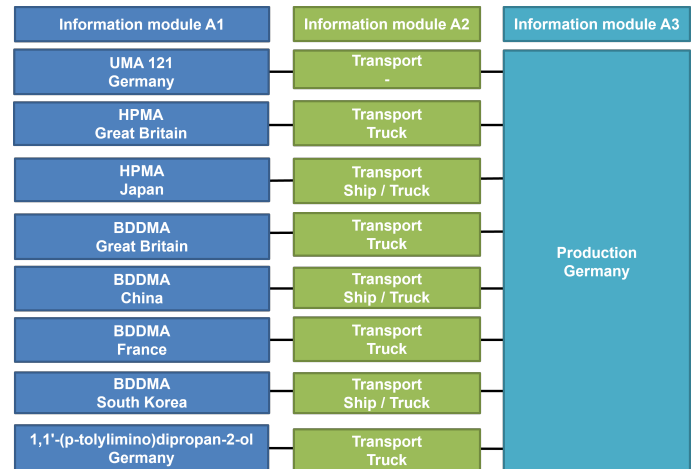 Information module A1
Information module A2
Information module A3
UMA 121
Germany
Transport
-
HPMA
Great Britain
Transport
Truck
HPMA
Japan
Transport
Ship / Truck
BDDMA
Great Britain
Transport
Truck
Production
Germany
BDDMA
China
Transport
Ship / Truck
BDDMA
France
Transport
Truck
BDDMA
South Korea
Transport
Ship / Truck
1,1'-(p-tolylimino)dipropan-2-ol
Germany
Transport
Truck